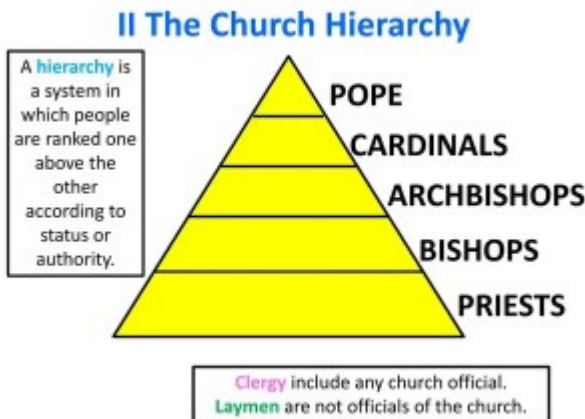 II The Church Hierarchy
A hierarchy is
a system in
which people
are ranked one
above the
other
according to
status or
authority.
POPE
CARDINALS
ARCHBISHOPS
BISHOPS
PRIESTS
Clergy include any church official.
Laymen are not officials of the church.